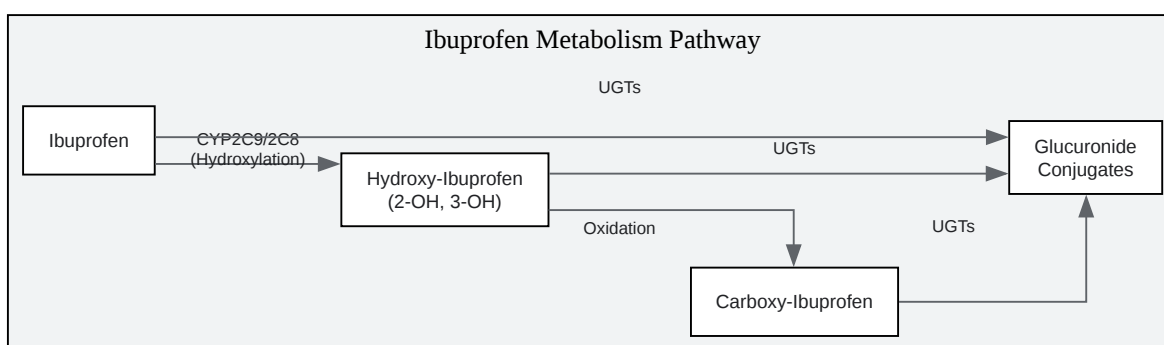 Ibuprofen Metabolism Pathway
UGTs
Ibuprofen
CYP2C9/2C8
(Hydroxylation)
UGTs
Glucuronide
Conjugates
Hydroxy-Ibuprofen
(2-OH, 3-OH)
Oxidation
UGTs
Carboxy-Ibuprofen